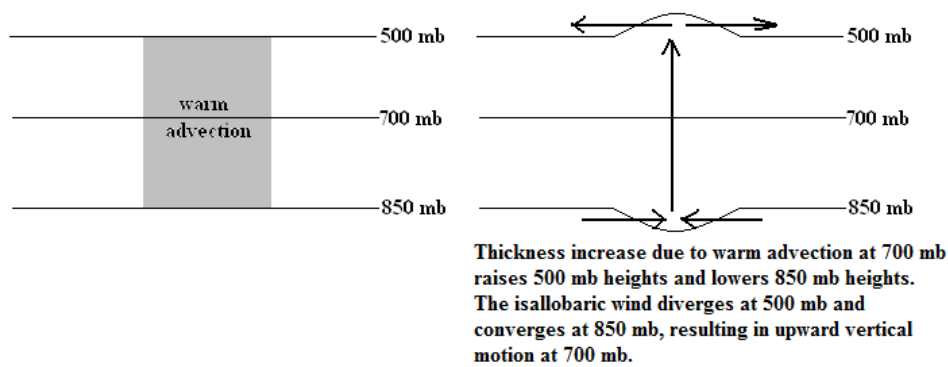 500 mb
warm
advection
700 mb
850 mb
500 mb
700 mb
850 mb
Thickness increase due to warm advection at 700 mb
raises 500 mb heights and lowers 850 mb heights.
The isallobaric wind diverges at 500 mb and
converges at 850 mb, resulting in upward vertical
motion at 700 mb.